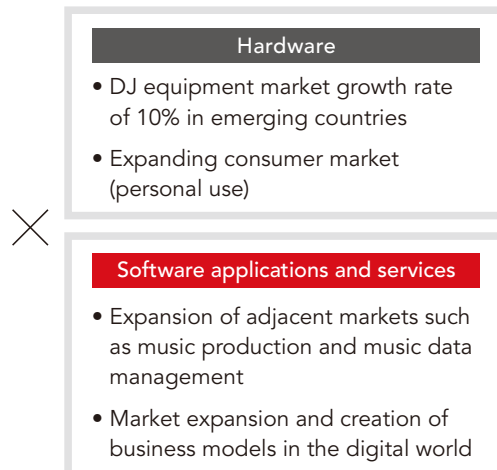 Hardware
• DJ equipment market growth rate
of 10% in emerging countries
• Expanding consumer market
(personal use)
Software applications and services
• Expansion of adjacent markets such
as music production and music data
management
• Market expansion and creation of
business models in the digital world